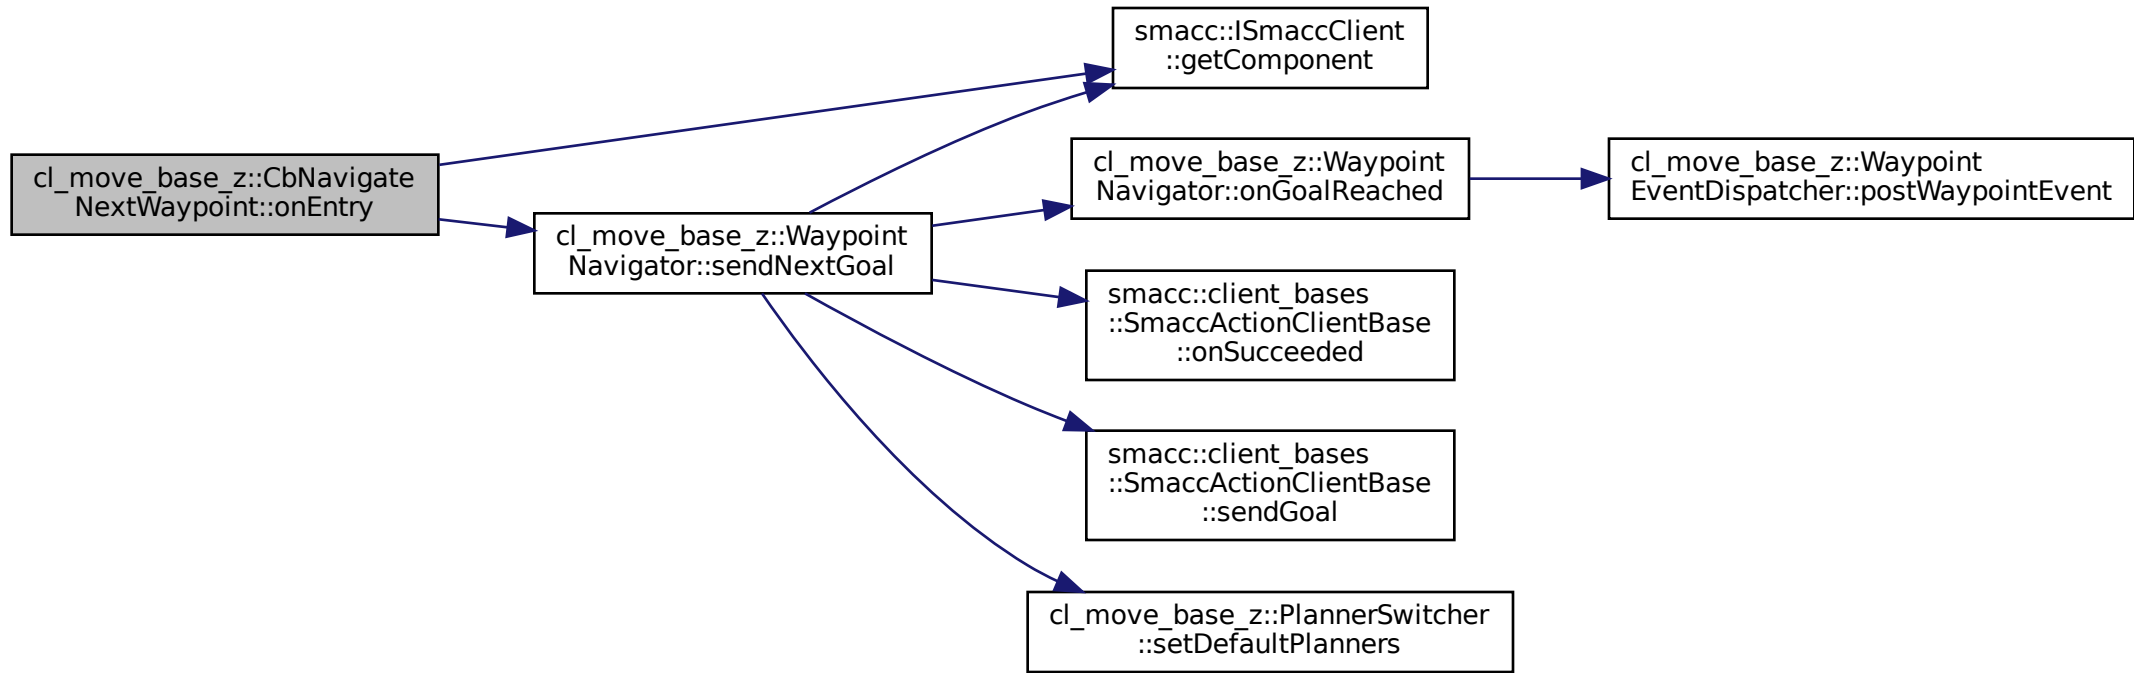 smacc::ISmaccClient
::getComponent
cl_move_base_z::CbNavigate
NextWaypoint::onEntry
cl_move_base_z::Waypoint
Navigator::sendNextGoal
cl_move_base_z::Waypoint
Navigator::onGoalReached
cl_move_base_z::Waypoint
EventDispatcher::postWaypointEvent
smacc::client_bases
::SmaccActionClientBase
::onSucceeded
smacc::client_bases
::SmaccActionClientBase
::sendGoal
cl_move_base_z::PlannerSwitcher
::setDefaultPlanners